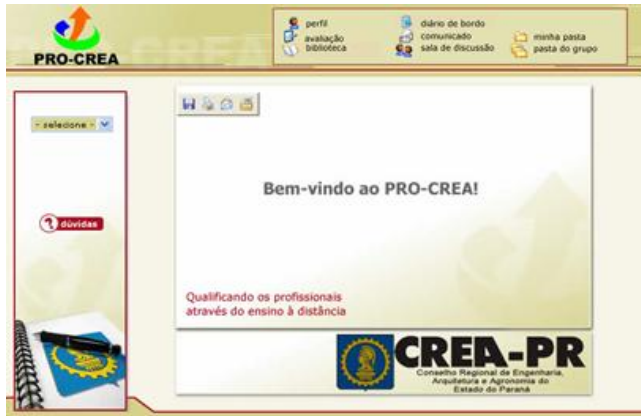 PRO-CREA
perfil
avaliação
biblioteca
diário de bordo
comunicado
sala de discussão
minha pasta
pasta do grupo
- selecione -
dúvidas
Bem-vindo ao PRO-CREA!
Qualificando os profissionais
através do ensino à distância
CREA-PR
Conselho Regional de Engenharia,
Arquitetura e Agronomia do
Estado do Paraná